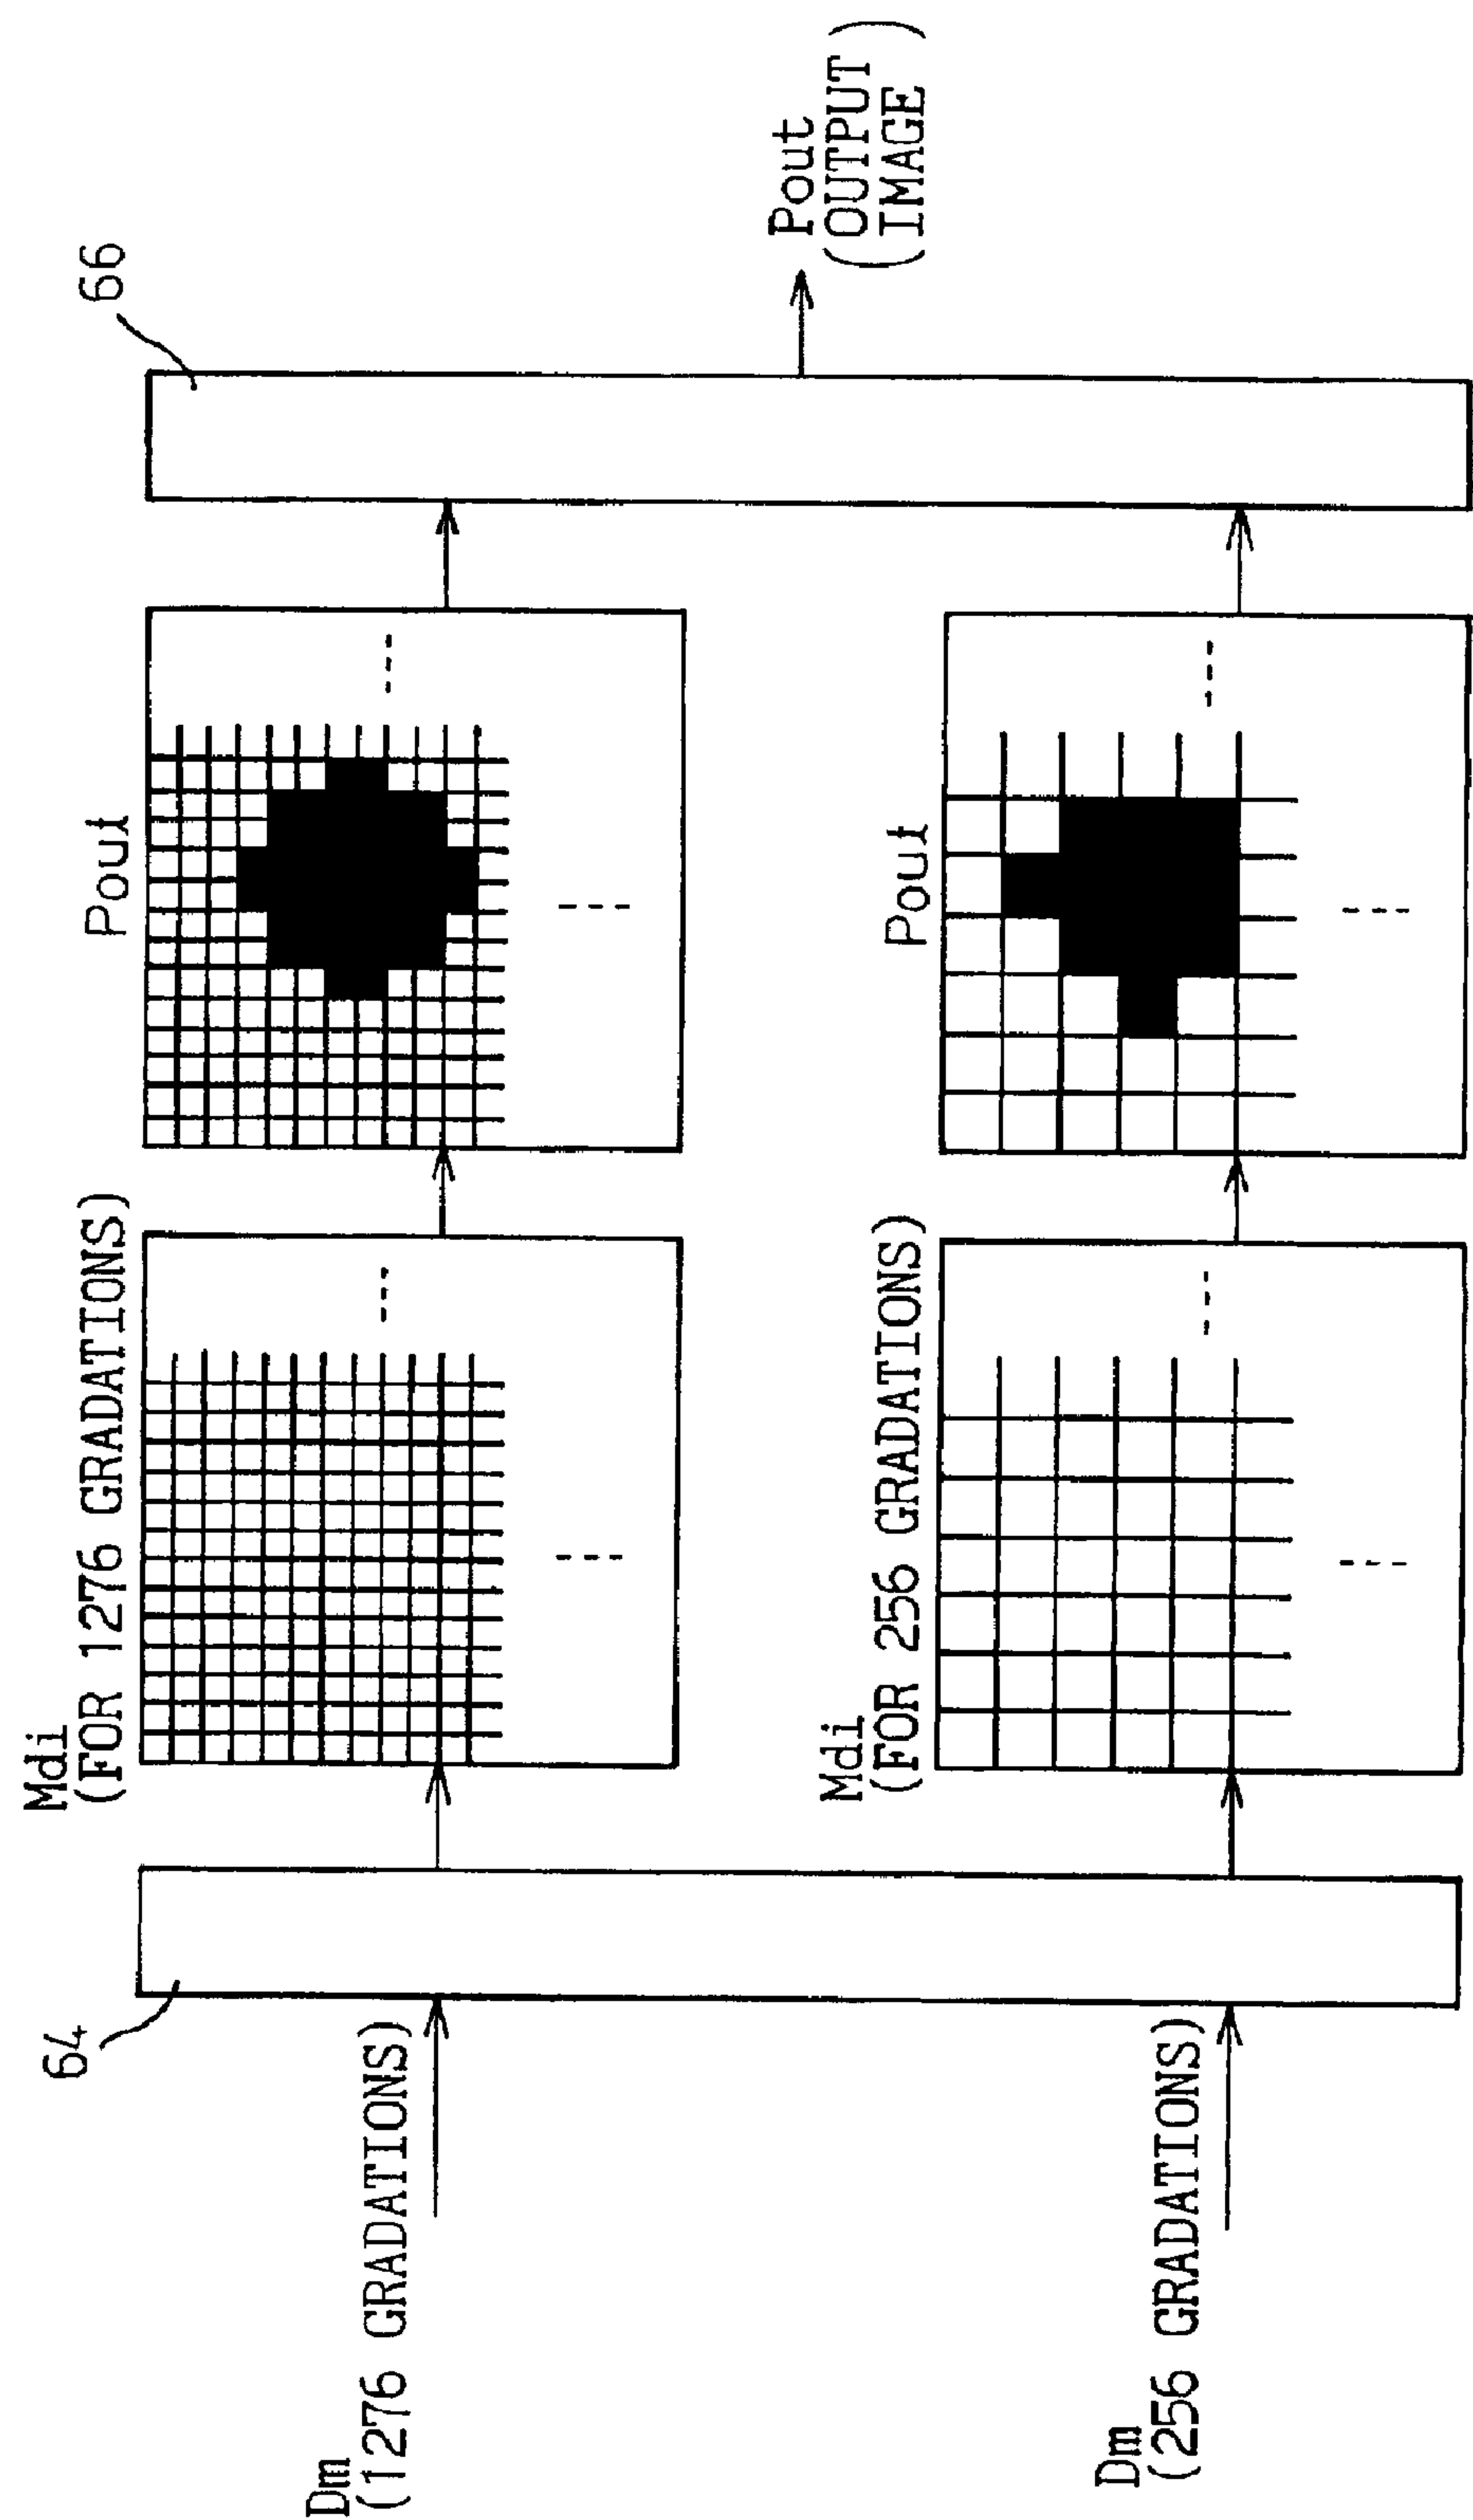 Dm
(1276 GRADATIONS)
64
Mdi
(FOR 1276 GRADATIONS)
Pout
66
Pout
(OUTPUT)
(IMAGE)
Dm
(256 GRADATIONS)
Mdi
(FOR 256 GRADATIONS)
Pout